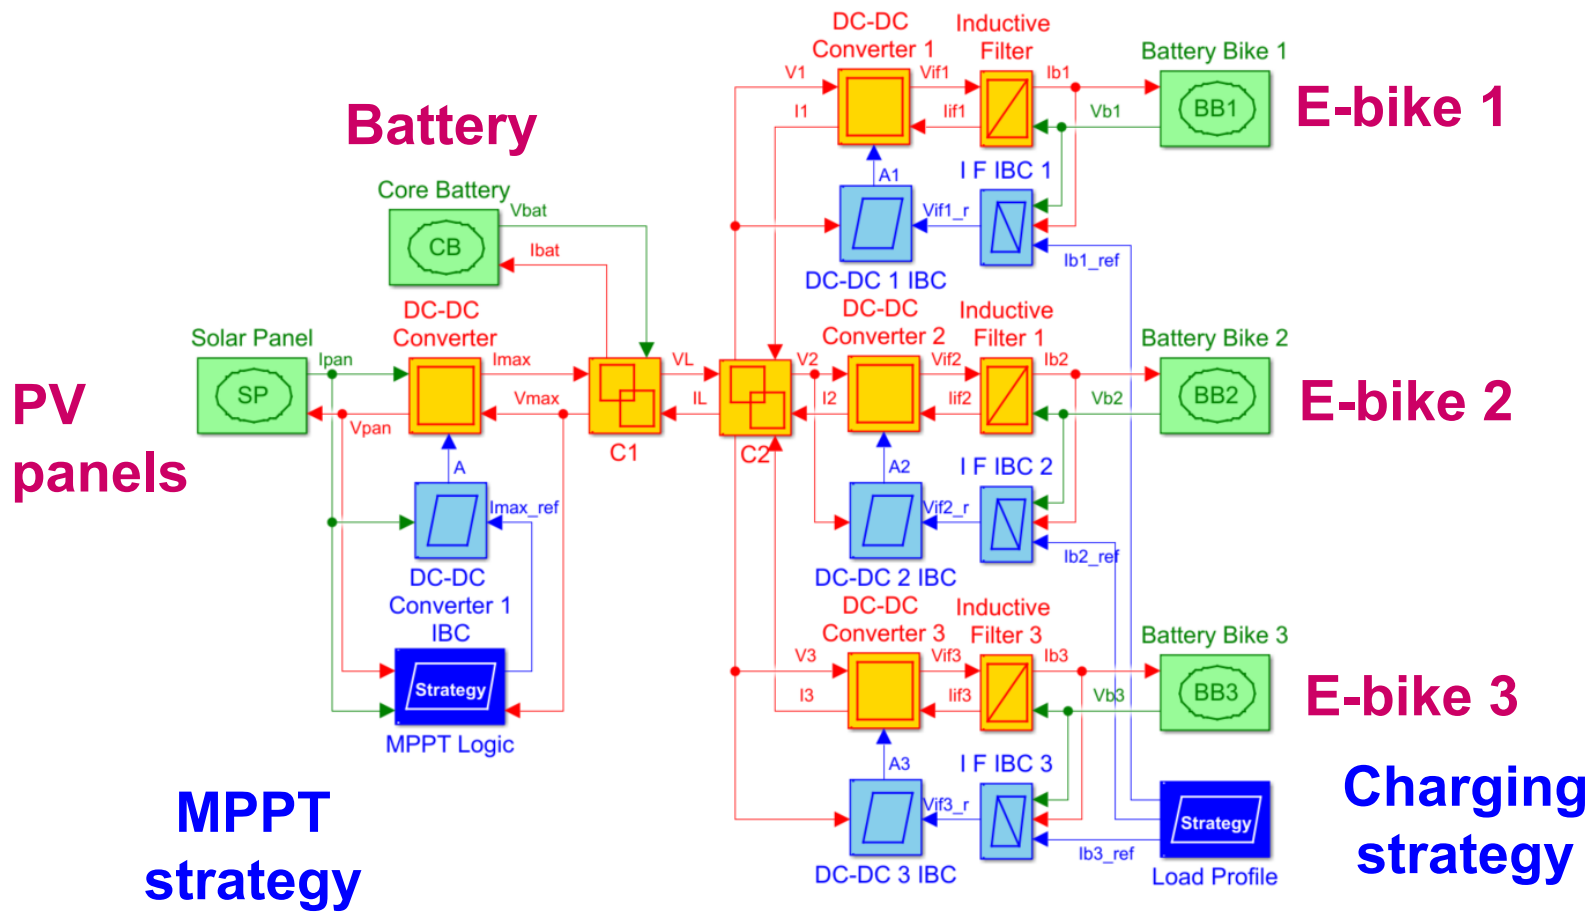 DC-DC
Converter 1
Inductive
Filter
Battery Bike 1
V1
Vif1
Ib1
BB1
E-bike 1
I1
Iif1
Vb1
Battery
I F IBC 1
A1
Core Battery
Vbat
CB
Ibat
Vif1_r
Ib1_ref
DC-DC 1 IBC
DC-DC
Converter
DC-DC
Converter 2
Inductive
Filter 1
Battery Bike 2
Solar Panel
Ipan
Imax
VL
V2
Vif2
Ib2
SP
BB2
E-bike 2
PV
panels
Vpan
Vmax
IL
I2
Iif2
Vb2
C1
C2
A
A2
I F IBC 2
Imax_ref
Vif2_r
Ib2_ref
DC-DC
Converter 1
IBC
DC-DC 2 IBC
DC-DC
Converter 3
Inductive
Filter 3
Battery Bike 3
V3
Vif3
Ib3
Strategy
BB3
E-bike 3
I3
Iif3
Vb3
MPPT Logic
A3
I F IBC 3
MPPT
strategy
Vif3_r
Ib3_ref
Strategy
Charging
strategy
DC-DC 3 IBC
Load Profile